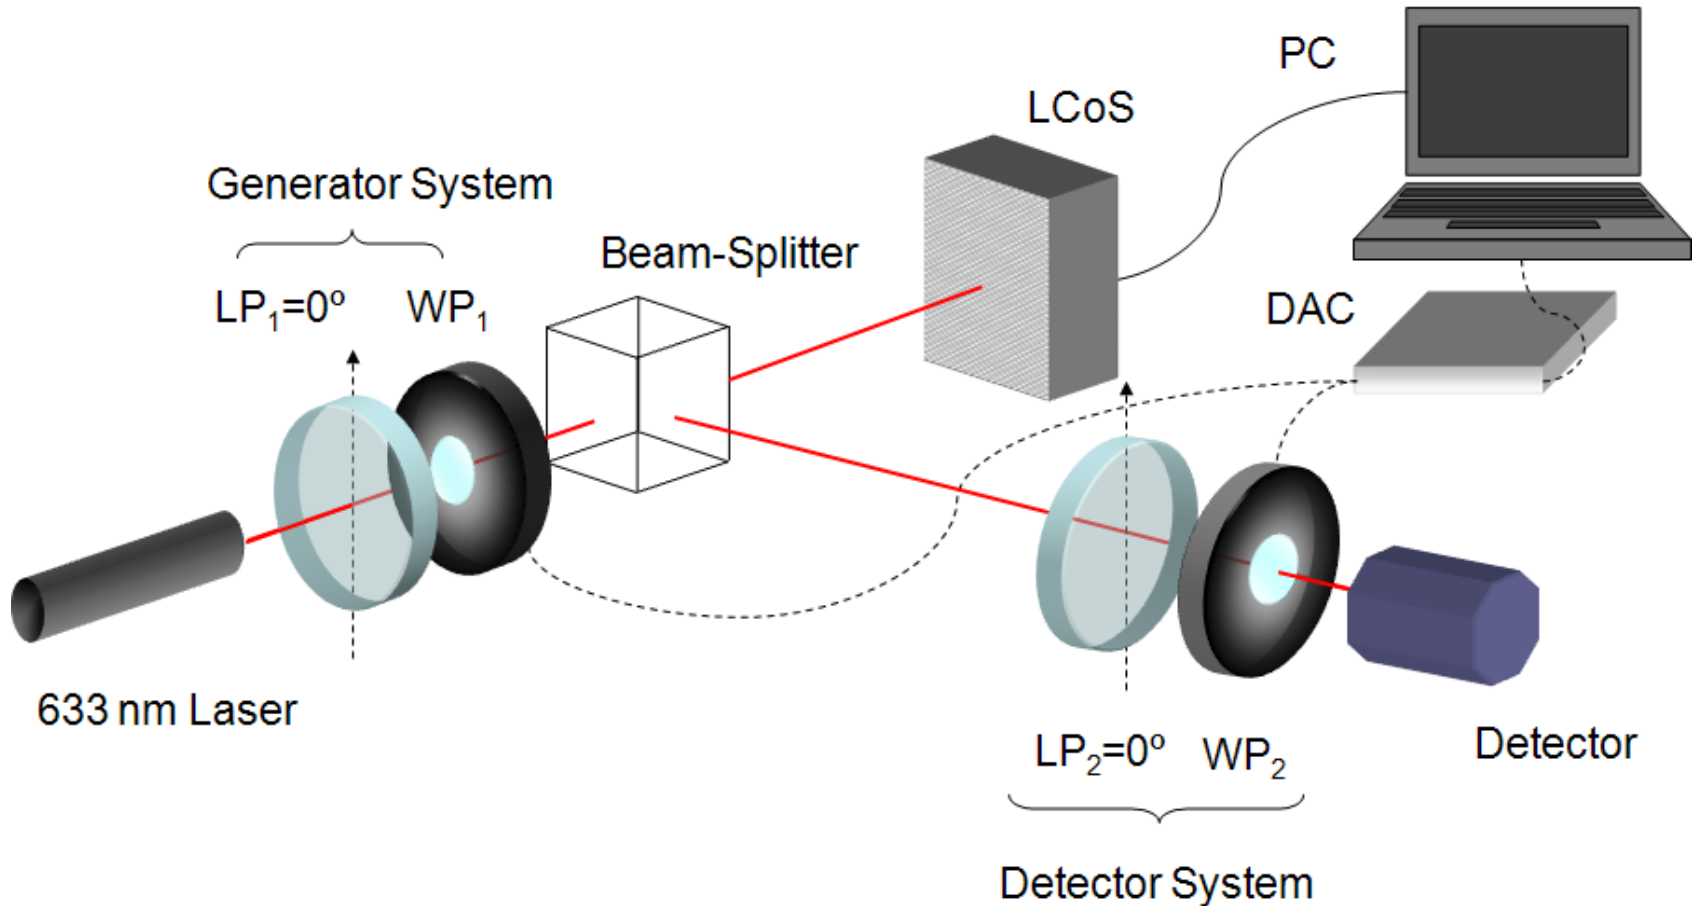 PC
LCoS
Generator System
Beam-Splitter
LP₁=0º
WP₁
DAC
633 nm Laser
LP₂=0º
WP₂
Detector
Detector System